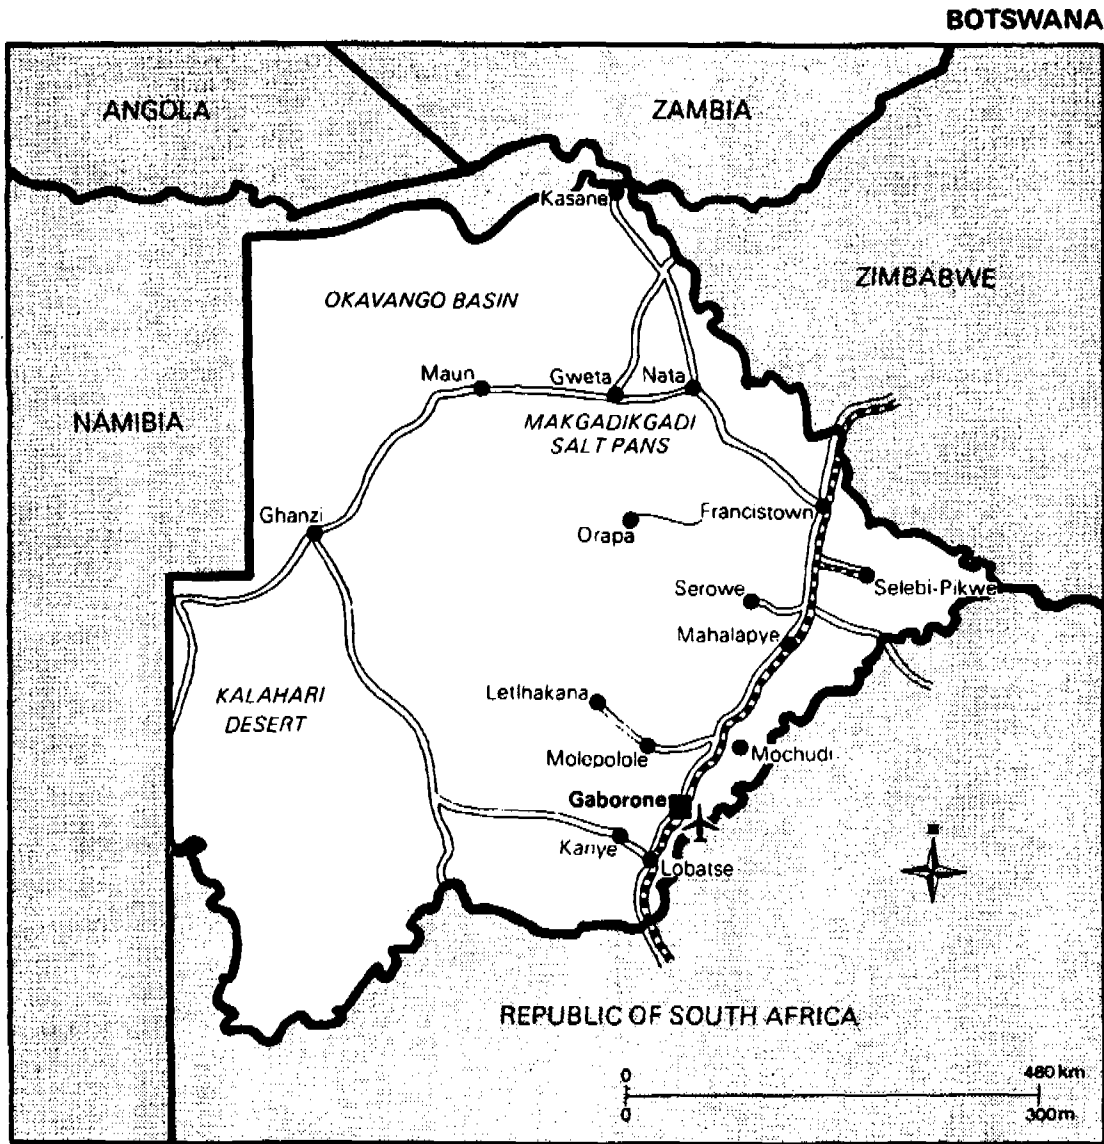 BOTSWANA
ANGOLA
ZAMBIA
Kasane
ZIMBABWE
OKAVANGO BASIN
Maun
Gweta
Nata
NAMIBIA
MAKGADIKGADI
SALT PANS
Ghanzi
Francistown
Orapa
Serowe
Selebi-Pikwe
Mahalapye
KALAHARI
DESERT
Letlhakana
Molepolole
Mochudi
Gaborone
Kanye
Lobatse
REPUBLIC OF SOUTH AFRICA
0
480 km
0
300m